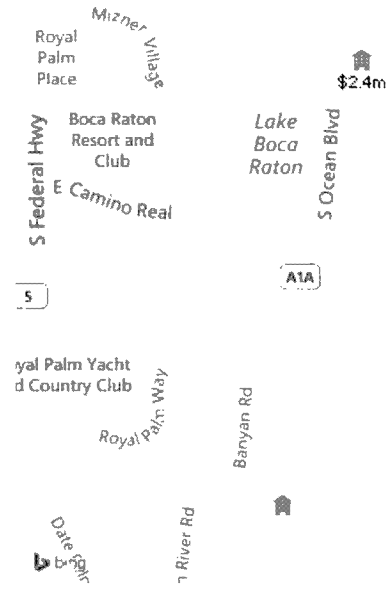 Mizner Village
Royal
Palm
Place
$2.4m
Boca Raton
Resort and
Club
Lake
Boca
Raton
S Ocean Blvd
S Federal Hwy
E Camino Real
A1A
5
yal Palm Yacht
d Country Club
Royal Palm Way
Banyan Rd
River Rd
Date
bing